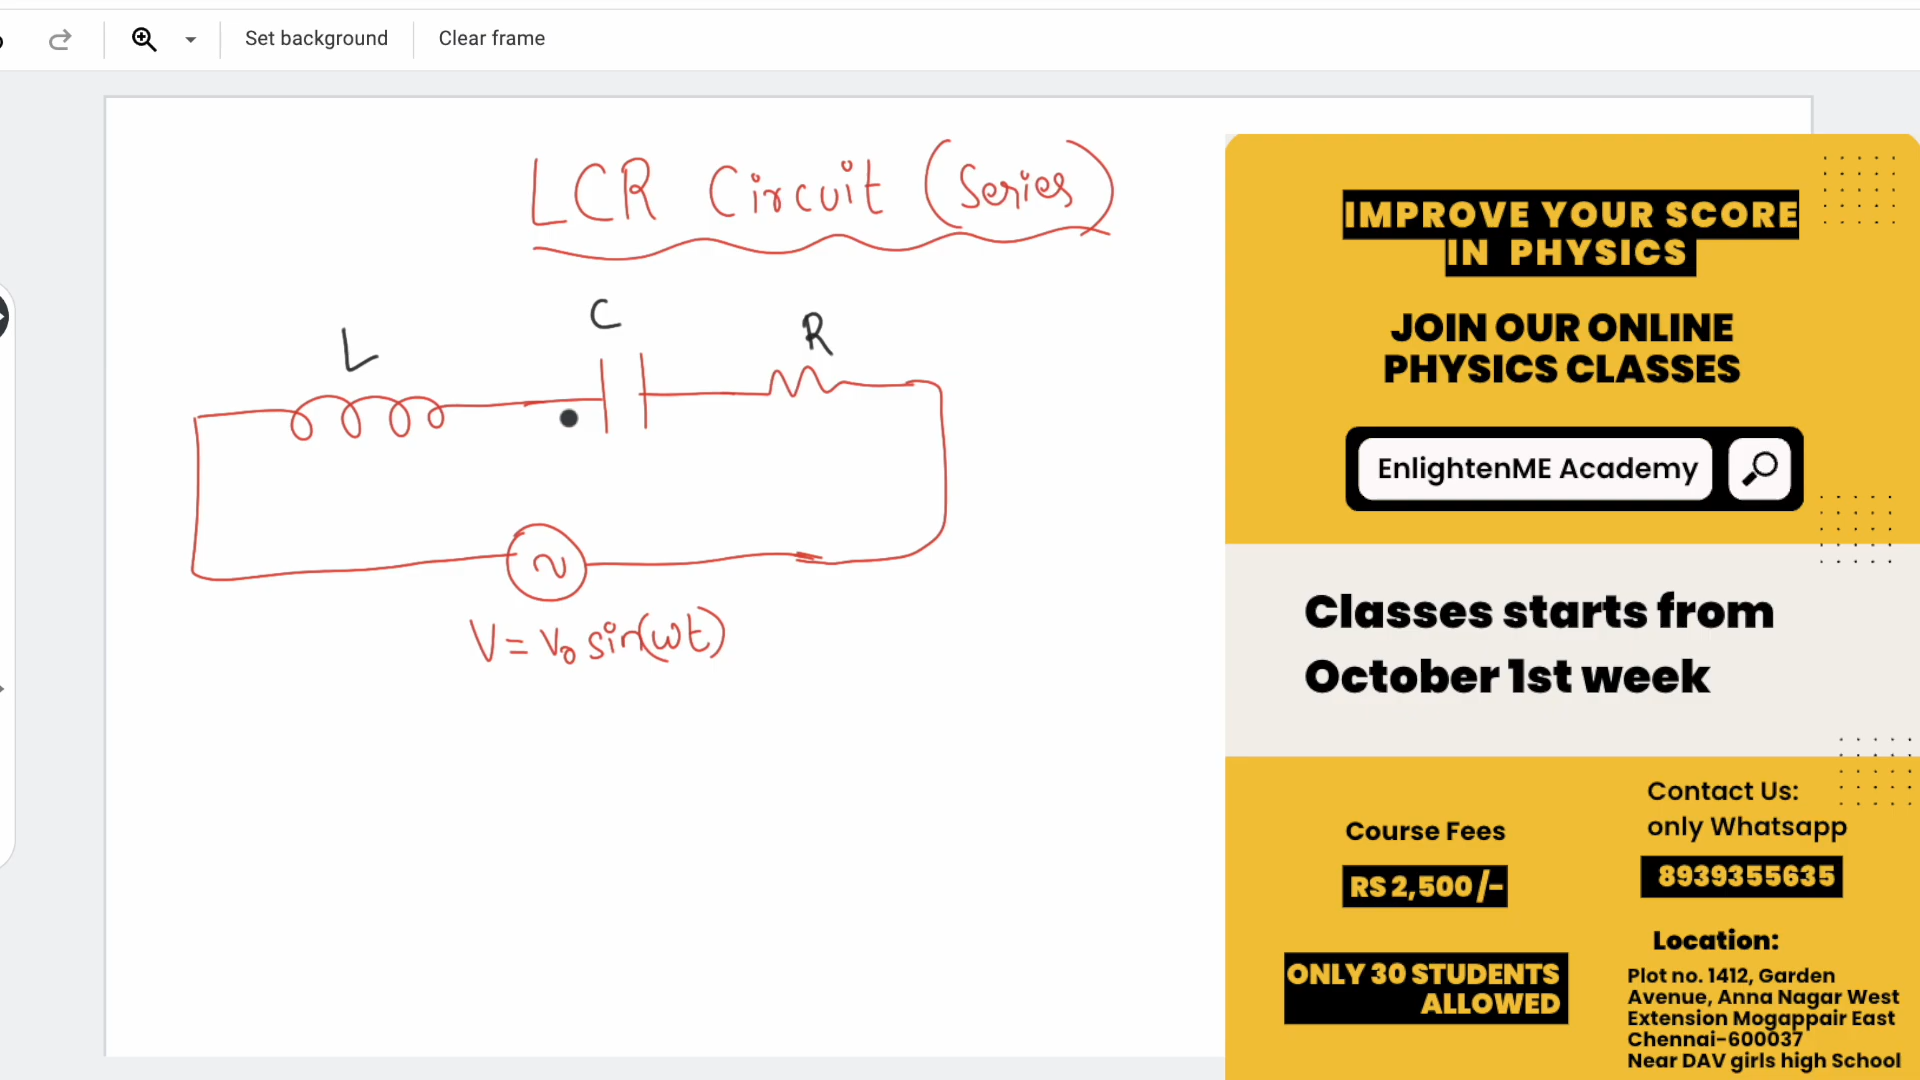 Set background
Clear frame
LCR Circuit (Series)
L
C
R
V = V₀ sin(ωt)
IMPROVE YOUR SCORE
IN PHYSICS
JOIN OUR ONLINE
PHYSICS CLASSES
EnlightenME Academy
Classes starts from
October 1st week
Course Fees
RS 2,500/-
ONLY 30 STUDENTS
ALLOWED
Contact Us:
only Whatsapp
8939355635
Location:
Plot no. 1412, Garden
Avenue, Anna Nagar West
Extension Mogappair East
Chennai-600037
Near DAV girls high School